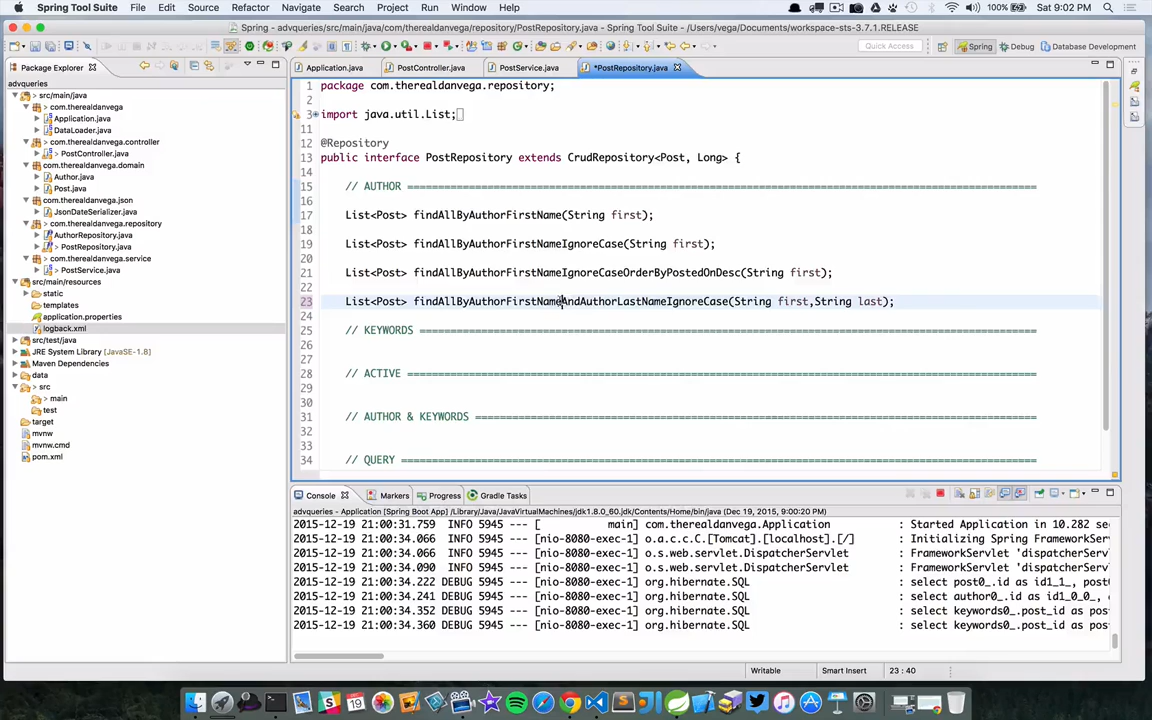 Spring Tool Suite File Edit Source Refactor Navigate Search Project Run Window Help 100% Sat 9:02 PM
Spring - advqueries/src/main/java/com/therealdanvega/repository/PostRepository.java - Spring Tool Suite - /Users/vega/Documents/workspace-sts-3.7.1.RELEASE
Quick Access Spring Debug Database Development
Package Explorer
advqueries
src/main/java
com.therealdanvega
Application.java
DataLoader.java
com.therealdanvega.controller
PostController.java
com.therealdanvega.domain
Author.java
Post.java
com.therealdanvega.json
JsonDateSerializer.java
com.therealdanvega.repository
AuthorRepository.java
PostRepository.java
com.therealdanvega.service
PostService.java
src/main/resources
static
templates
application.properties
logback.xml
src/test/java
JRE System Library [JavaSE-1.8]
Maven Dependencies
data
src
main
test
target
mvnw
mvnw.cmd
pom.xml
Application.java PostController.java PostService.java *PostRepository.java
1 package com.therealdanvega.repository;
2
3 import java.util.List;
11
12 @Repository
13 public interface PostRepository extends CrudRepository<Post, Long> {
14
15 // AUTHOR =====================================================================================================
16
17 List<Post> findAllByAuthorFirstName(String first);
18
19 List<Post> findAllByAuthorFirstNameIgnoreCase(String first);
20
21 List<Post> findAllByAuthorFirstNameIgnoreCaseOrderByPostedOnDesc(String first);
22
23 List<Post> findAllByAuthorFirstNameAndAuthorLastNameIgnoreCase(String first,String last);
24
25 // KEYWORDS ===================================================================================================
26
27
28 // ACTIVE =====================================================================================================
29
30
31 // AUTHOR & KEYWORDS ==========================================================================================
32
33
34 // QUERY ======================================================================================================
Console Markers Progress Gradle Tasks
advqueries - Application [Spring Boot App] /Library/Java/JavaVirtualMachines/jdk1.8.0_60.jdk/Contents/Home/bin/java (Dec 19, 2015, 9:00:20 PM)
2015-12-19 21:00:31.759 INFO 5945 --- [ main] com.therealdanvega.Application : Started Application in 10.282 se
2015-12-19 21:00:34.066 INFO 5945 --- [nio-8080-exec-1] o.a.c.c.C.[Tomcat].[localhost].[/] : Initializing Spring FrameworkSe
2015-12-19 21:00:34.066 INFO 5945 --- [nio-8080-exec-1] o.s.web.servlet.DispatcherServlet : FrameworkServlet 'dispatcherSer
2015-12-19 21:00:34.090 INFO 5945 --- [nio-8080-exec-1] o.s.web.servlet.DispatcherServlet : FrameworkServlet 'dispatcherSer
2015-12-19 21:00:34.222 DEBUG 5945 --- [nio-8080-exec-1] org.hibernate.SQL : select post0_.id as id1_1_, post
2015-12-19 21:00:34.241 DEBUG 5945 --- [nio-8080-exec-1] org.hibernate.SQL : select author0_.id as id1_0_0_,
2015-12-19 21:00:34.352 DEBUG 5945 --- [nio-8080-exec-1] org.hibernate.SQL : select keywords0_.post_id as pos
2015-12-19 21:00:34.360 DEBUG 5945 --- [nio-8080-exec-1] org.hibernate.SQL : select keywords0_.post_id as pos
Writable Smart Insert 23 : 40